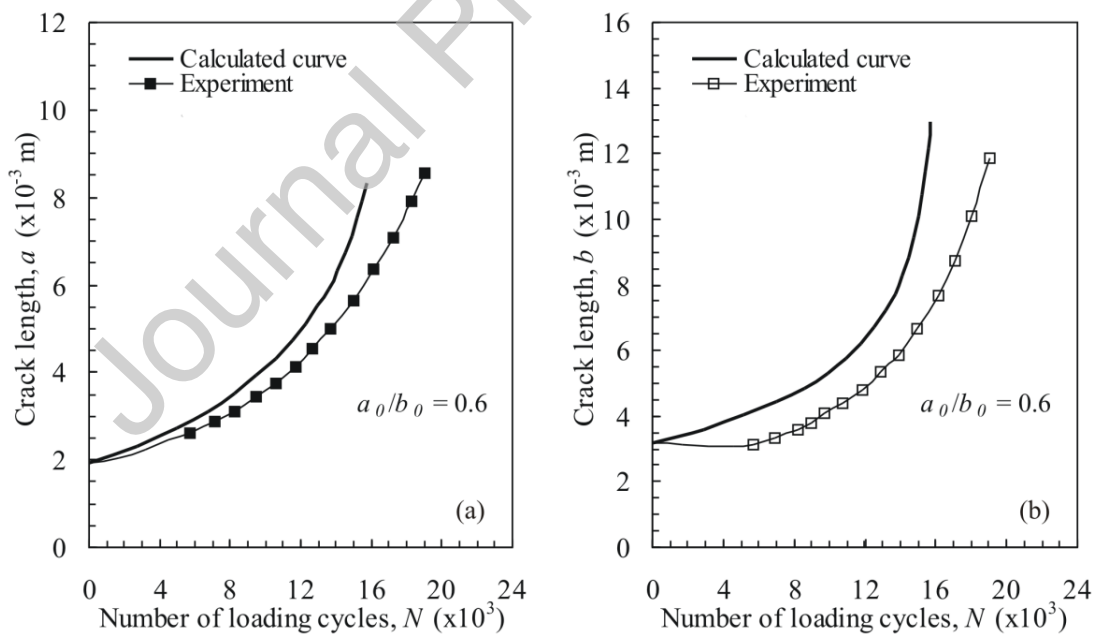 12
10
8
6
4
2
0
Crack length, a (x10⁻³ m)
Calculated curve
Experiment
a₀/b₀ = 0.6
(a)
0 4 8 12 16 20 24
Number of loading cycles, N (x10³)
16
14
12
10
8
6
4
2
0
Crack length, b (x10⁻³ m)
Calculated curve
Experiment
a₀/b₀ = 0.6
(b)
0 4 8 12 16 20 24
Number of loading cycles, N (x10³)
Journal P